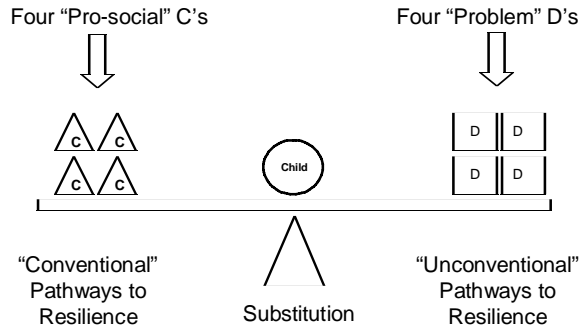 Four “Pro-social” C’s
Four “Problem” D’s
C C
D D
C C
D D
Child
“Conventional”
Pathways to
Resilience
Substitution
“Unconventional”
Pathways to
Resilience